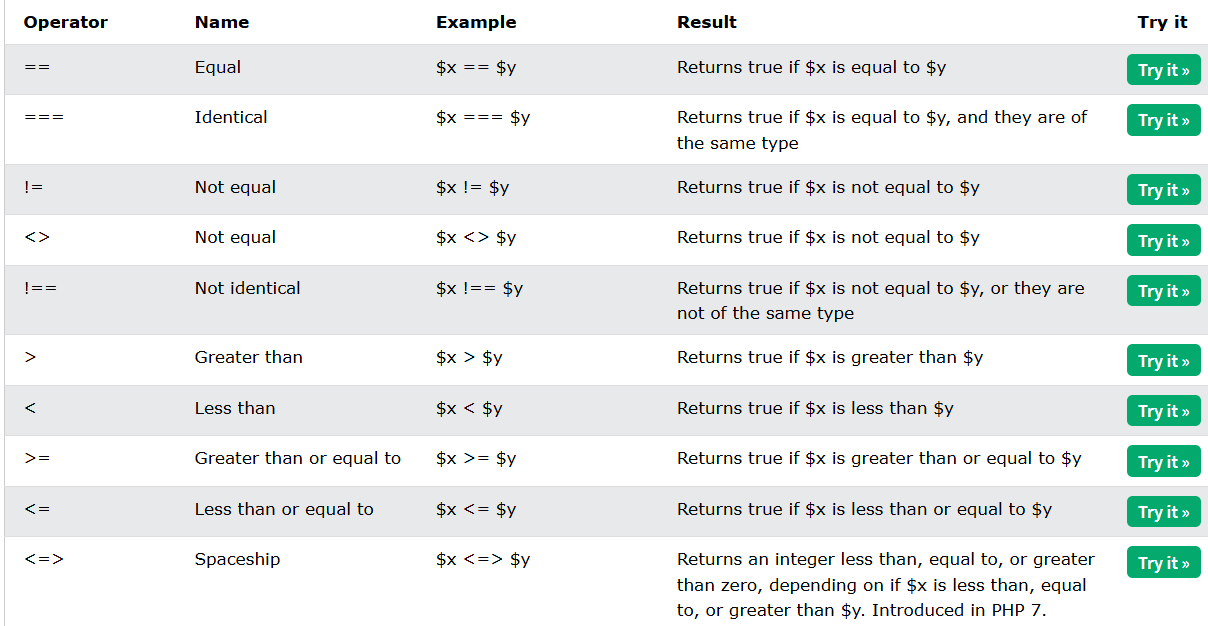 Operator Name Example Result Try it
== Equal $x == $y Returns true if $x is equal to $y Try it »
=== Identical $x === $y Returns true if $x is equal to $y, and they are of Try it »
the same type
!= Not equal $x != $y Returns true if $x is not equal to $y Try it »
<> Not equal $x <> $y Returns true if $x is not equal to $y Try it »
!== Not identical $x !== $y Returns true if $x is not equal to $y, or they are Try it »
not of the same type
> Greater than $x > $y Returns true if $x is greater than $y Try it »
< Less than $x < $y Returns true if $x is less than $y Try it »
>= Greater than or equal to $x >= $y Returns true if $x is greater than or equal to $y Try it »
<= Less than or equal to $x <= $y Returns true if $x is less than or equal to $y Try it »
<=> Spaceship $x <=> $y Returns an integer less than, equal to, or greater Try it »
than zero, depending on if $x is less than, equal
to, or greater than $y. Introduced in PHP 7.